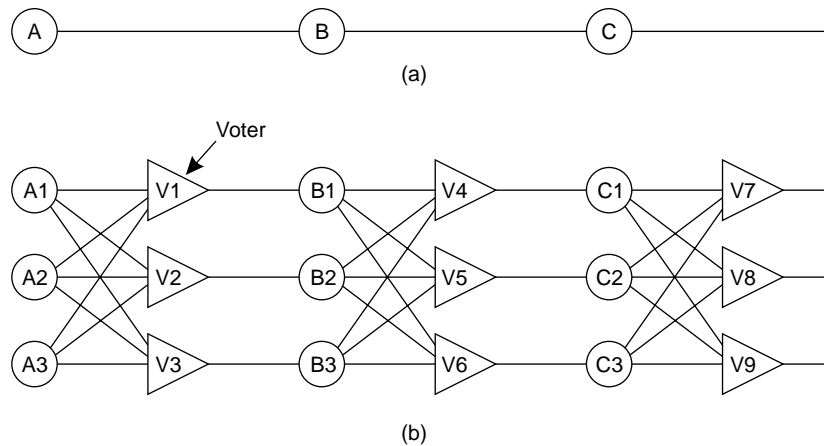 A B C
(a)
Voter
A1 V1 B1 V4 C1 V7
A2 V2 B2 V5 C2 V8
A3 V3 B3 V6 C3 V9
(b)